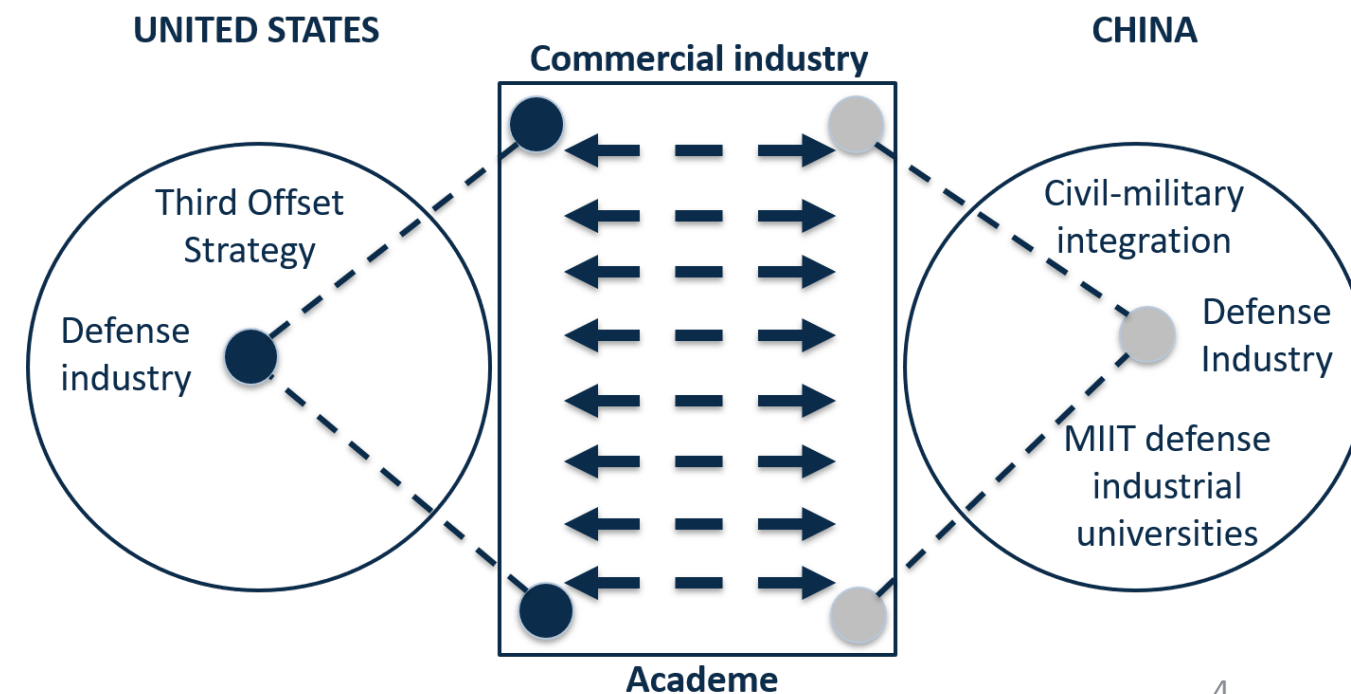 UNITED STATES
CHINA
Commercial industry
Third Offset
Strategy
Defense
industry
Civil-military
integration
Defense
Industry
MIIT defense
industrial
universities
Academe
4